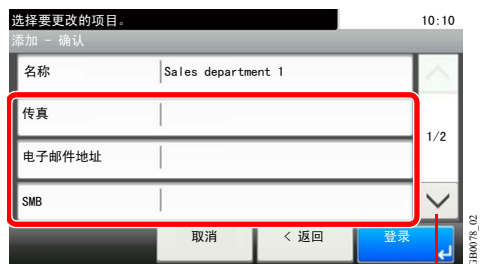 选择要更改的项目。 10:10
添加 - 确认
名称 Sales department 1
传真
1/2
电子邮件地址
SMB
取消 < 返回 登录
GB0078_02